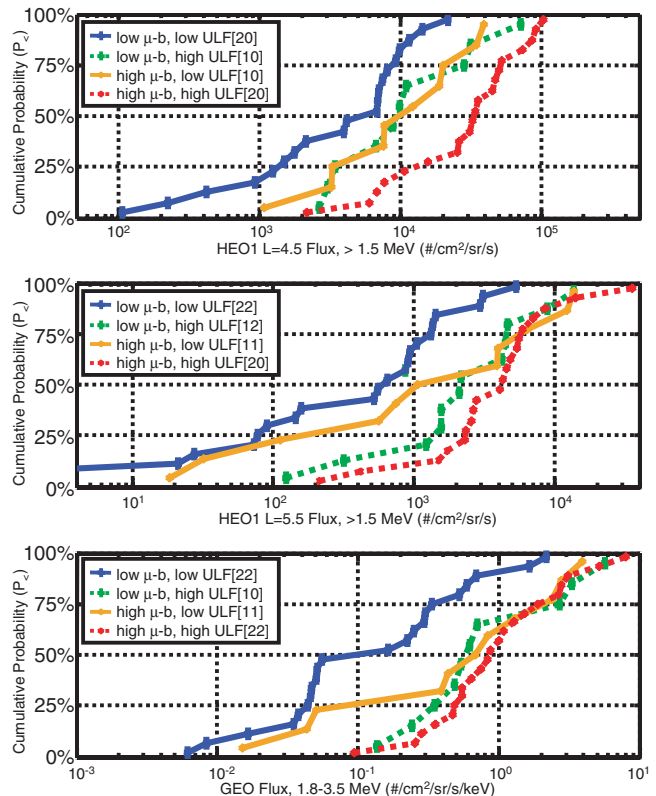 Cumulative Probability (P<)
100%
75%
50%
25%
0%
low μ-b, low ULF[20]
low μ-b, high ULF[10]
high μ-b, low ULF[10]
high μ-b, high ULF[20]
10² 10³ 10⁴ 10⁵
HEO1 L=4.5 Flux, > 1.5 MeV (#/cm²/sr/s)
Cumulative Probability (P<)
100%
75%
50%
25%
0%
low μ-b, low ULF[22]
low μ-b, high ULF[12]
high μ-b, low ULF[11]
high μ-b, high ULF[20]
10¹ 10² 10³ 10⁴
HEO1 L=5.5 Flux, >1.5 MeV (#/cm²/sr/s)
Cumulative Probability (P<)
100%
75%
50%
25%
0%
low μ-b, low ULF[22]
low μ-b, high ULF[10]
high μ-b, low ULF[11]
high μ-b, high ULF[22]
10⁻³ 10⁻² 10⁻¹ 10⁰ 10¹
GEO Flux, 1.8-3.5 MeV (#/cm²/sr/s/keV)